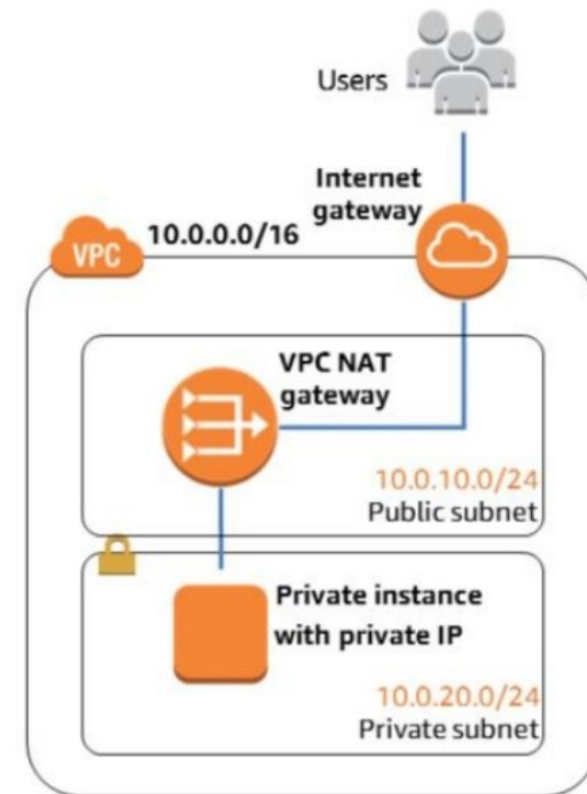 Users
Internet
gateway
VPC
10.0.0.0/16
VPC NAT
gateway
10.0.10.0/24
Public subnet
Private instance
with private IP
10.0.20.0/24
Private subnet